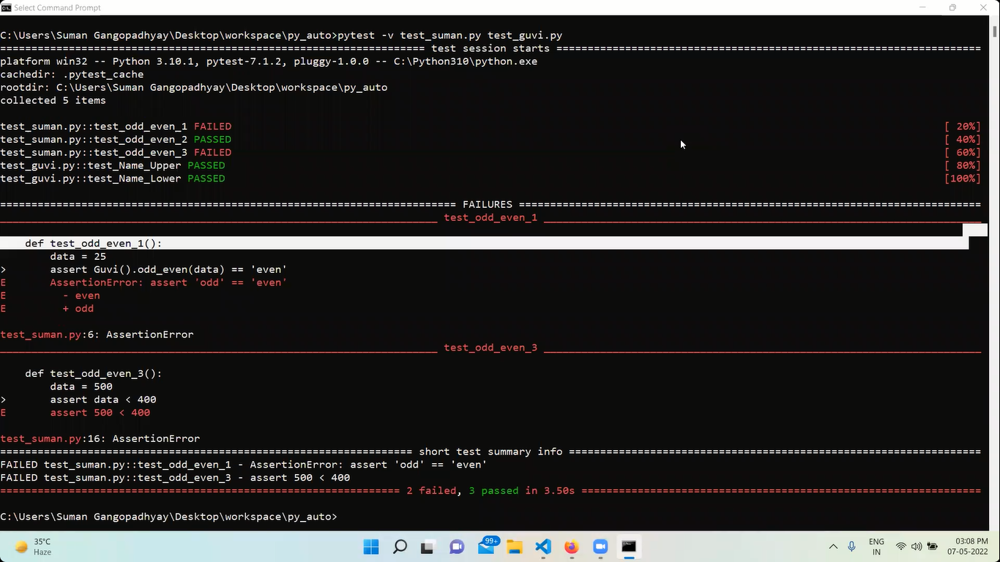 Select Command Prompt
C:\Users\Suman Gangopadhyay\Desktop\workspace\py_auto>pytest -v test_suman.py test_guvi.py
==================================================================== test session starts ====================================================================
platform win32 -- Python 3.10.1, pytest-7.1.2, pluggy-1.0.0 -- C:\Python310\python.exe
cachedir: .pytest_cache
rootdir: C:\Users\Suman Gangopadhyay\Desktop\workspace\py_auto
collected 5 items
test_suman.py::test_odd_even_1 FAILED [ 20%]
test_suman.py::test_odd_even_2 PASSED [ 40%]
test_suman.py::test_odd_even_3 FAILED [ 60%]
test_guvi.py::test_Name_Upper PASSED [ 80%]
test_guvi.py::test_Name_Lower PASSED [100%]
========================================================================= FAILURES ==========================================================================
______________________________________________________________________ test_odd_even_1 ______________________________________________________________________
def test_odd_even_1():
data = 25
> assert Guvi().odd_even(data) == 'even'
E AssertionError: assert 'odd' == 'even'
E - even
E + odd
test_suman.py:6: AssertionError
______________________________________________________________________ test_odd_even_3 ______________________________________________________________________
def test_odd_even_3():
data = 500
> assert data < 400
E assert 500 < 400
test_suman.py:16: AssertionError
================================================================== short test summary info ==================================================================
FAILED test_suman.py::test_odd_even_1 - AssertionError: assert 'odd' == 'even'
FAILED test_suman.py::test_odd_even_3 - assert 500 < 400
================================================================ 2 failed, 3 passed in 3.50s ================================================================
C:\Users\Suman Gangopadhyay\Desktop\workspace\py_auto>
35°C
Haze
99+
ENG
IN
03:08 PM
07-05-2022